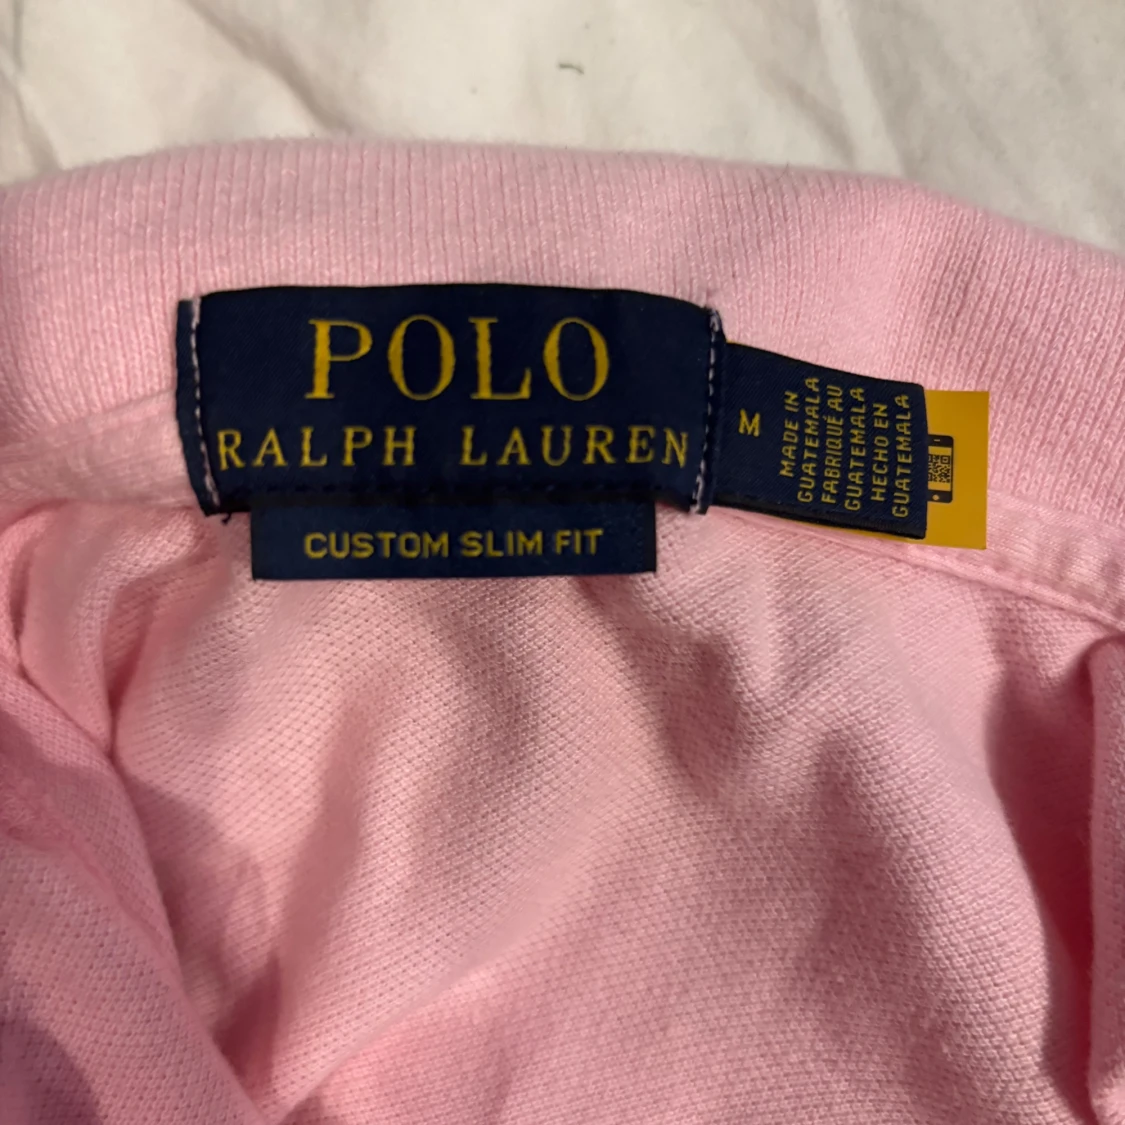 POLO
RALPH LAUREN
CUSTOM SLIM FIT
M
MADE IN
GUATEMALA
FABRIQUÉ AU
GUATEMALA
HECHO EN
GUATEMALA